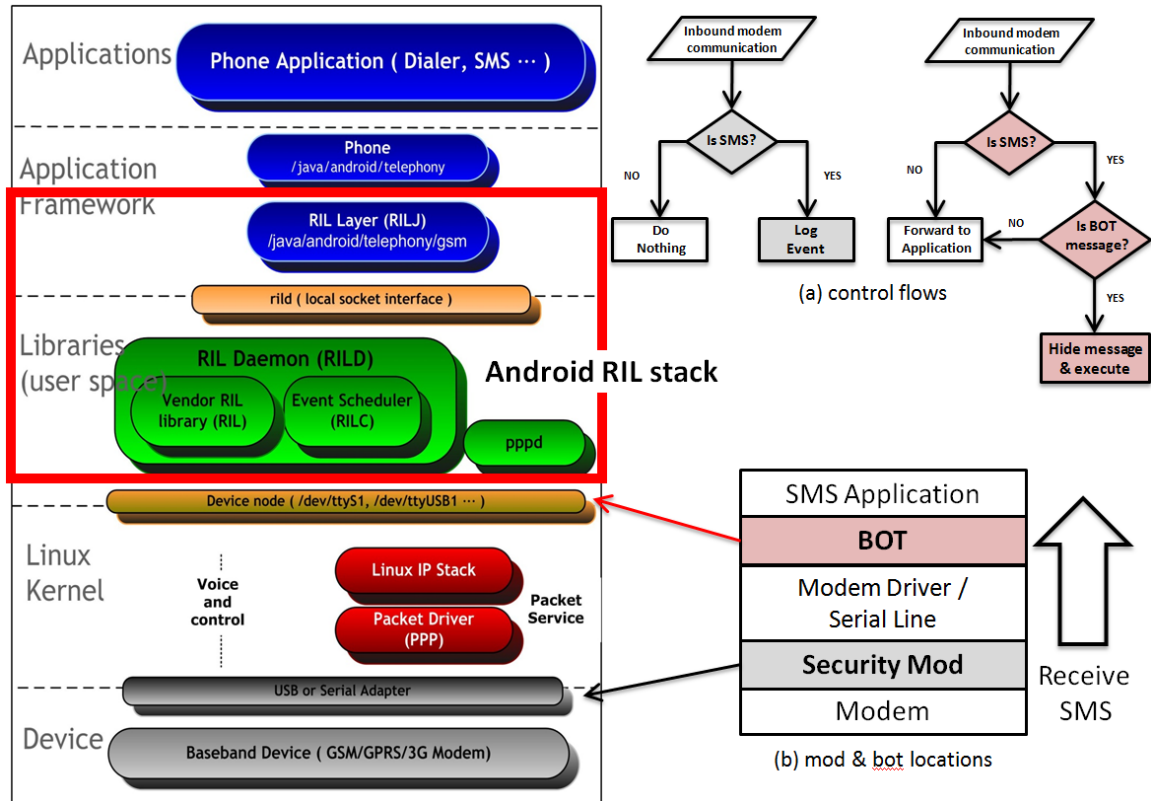 Applications
Phone Application ( Dialer, SMS ⋯ )
Application
Framework
Phone
/java/android/telephony
RIL Layer (RILJ)
/java/android/telephony/gsm
rild ( local socket interface )
Libraries
(user space)
RIL Daemon (RILD)
Vendor RIL
library (RIL)
Event Scheduler
(RILC)
pppd
Android RIL stack
Device node ( /dev/ttyS1, /dev/ttyUSB1 ⋯ )
Linux
Kernel
Voice
and
control
Linux IP Stack
Packet Driver
(PPP)
Packet
Service
USB or Serial Adapter
Device
Baseband Device ( GSM/GPRS/3G Modem)
Inbound modem
communication
Is SMS?
NO
YES
Do
Nothing
Log
Event
Inbound modem
communication
Is SMS?
NO
YES
Forward to
Application
NO
Is BOT
message?
YES
Hide message
& execute
(a) control flows
SMS Application
BOT
Modem Driver /
Serial Line
Security Mod
Modem
Receive
SMS
(b) mod & bot locations